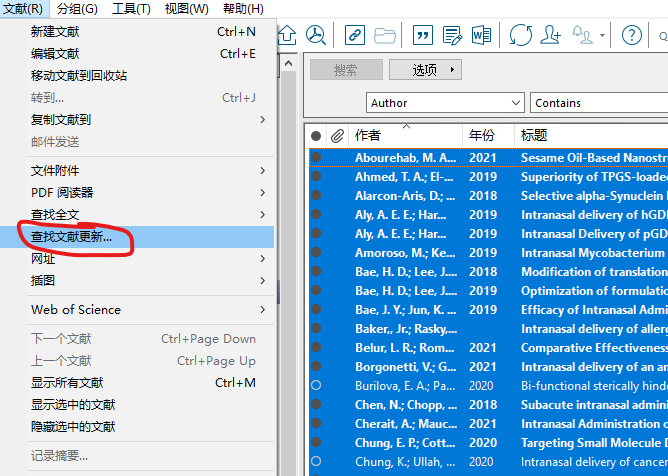 文献(R) 分组(G) 工具(T) 视图(W) 帮助(H)
新建文献 Ctrl+N
编辑文献 Ctrl+E
移动文献到回收站
转到... Ctrl+J
复制文献到
邮件发送
文件附件
PDF 阅读器
查找全文
查找文献更新...
网址
插图
Web of Science
下一个文献 Ctrl+Page Down
上一个文献 Ctrl+Page Up
显示所有文献 Ctrl+M
显示选中的文献
隐藏选中的文献
记录摘要...
搜索 选项
Author Contains
作者 年份 标题
Abourehab, M. A... 2021 Sesame Oil-Based Nanostru
Ahmed, T. A.; El-... 2019 Superiority of TPGS-loaded
Alarcon-Aris, D.; ... 2018 Selective alpha-Synuclein
Aly, A. E. E.; Har... 2019 Intranasal delivery of hGD
Aly, A. E. E.; Har... 2019 Intranasal Delivery of pGD
Amoroso, M.; Ke... 2019 Intranasal Mycobacterium
Bae, H. D.; Lee, J.... 2018 Modification of translation
Bae, H. D.; Lee, J.... 2019 Optimization of formulatio
Bae, J. Y.; Jun, K. ... 2019 Efficacy of Intranasal Admi
Baker,, Jr.; Rasky,... Intranasal delivery of allerg
Belur, L. R.; Rom... 2021 Comparative Effectiveness
Borgonetti, V.; G... 2021 Intranasal delivery of an an
Burilova, E. A.; Pa... 2020 Bi-functional sterically hinde
Chen, N.; Chopp, ... 2018 Subacute intranasal admini
Cherait, A.; Mauc... 2021 Intranasal Administration o
Chung, E. P.; Cott... 2020 Targeting Small Molecule D
Chung, K.; Ullah, ... 2020 Intranasal delivery of cancer